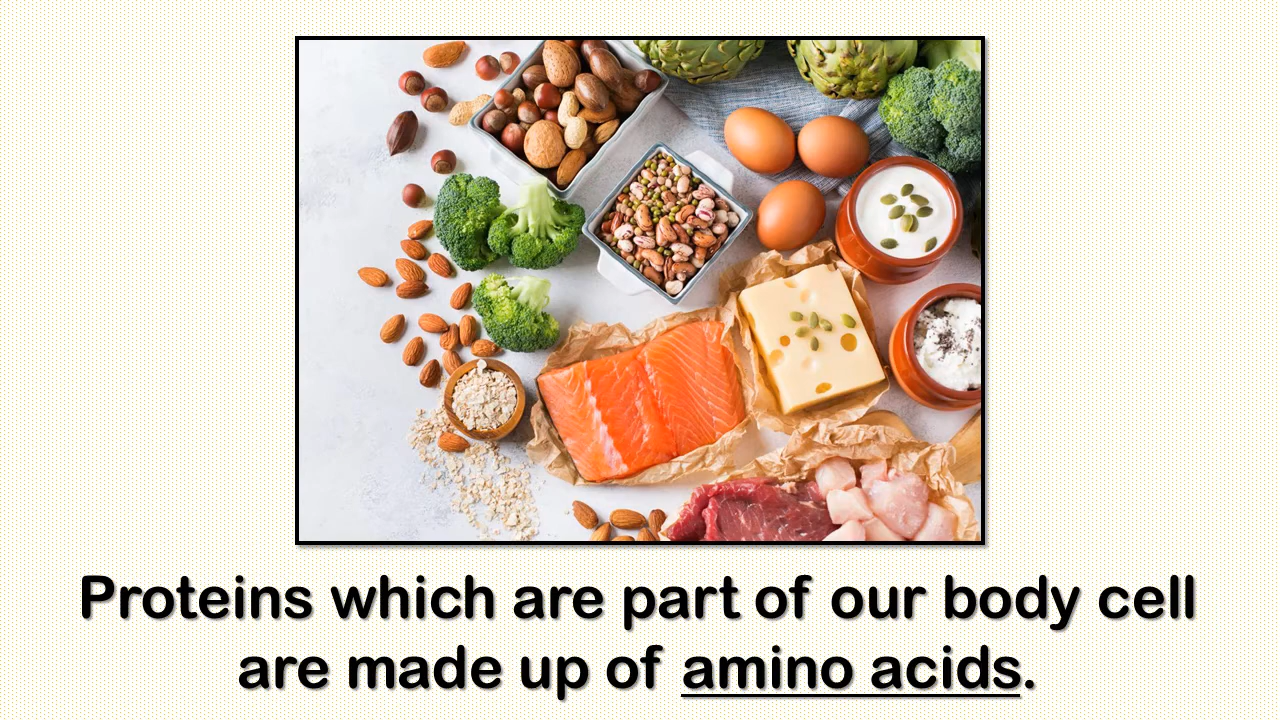 Proteins which are part of our body cell
are made up of amino acids.